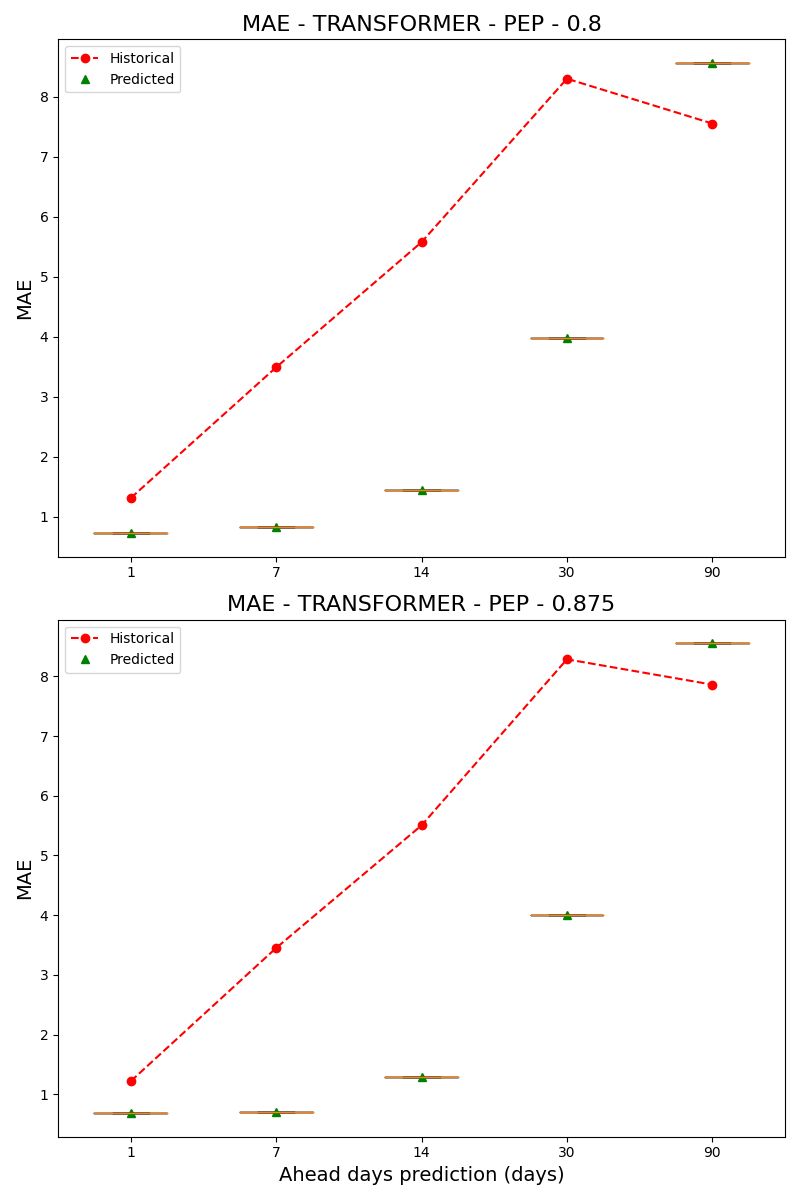 MAE - TRANSFORMER - PEP - 0.8
Historical
Predicted
8
7
6
5
4
3
2
1
MAE
1 7 14 30 90
MAE - TRANSFORMER - PEP - 0.875
Historical
Predicted
8
7
6
5
4
3
2
1
MAE
1 7 14 30 90
Ahead days prediction (days)